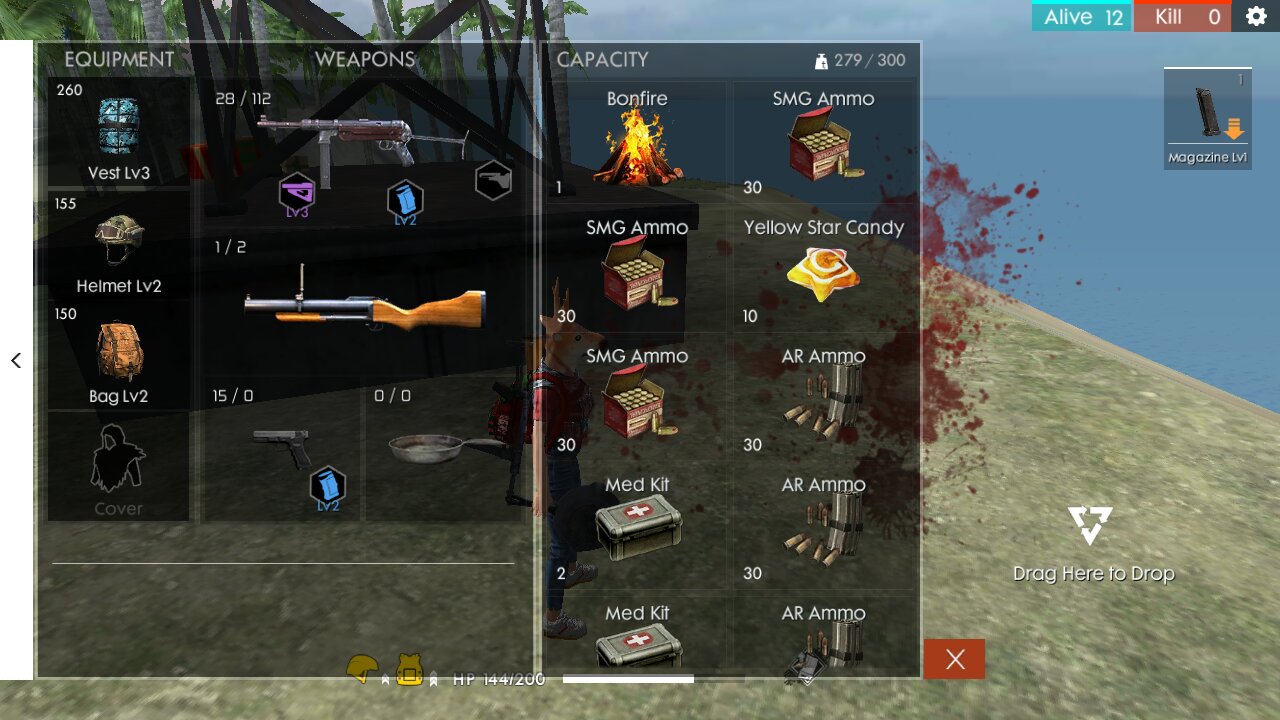 Alive 12 Kill 0
EQUIPMENT WEAPONS CAPACITY 279 / 300
260
Vest Lv3
155
Helmet Lv2
150
Bag Lv2
Cover
28 / 112
Lv3
Lv2
1 / 2
15 / 0
Lv2
0 / 0
Bonfire
1
SMG Ammo
30
SMG Ammo
30
Yellow Star Candy
10
SMG Ammo
30
AR Ammo
30
Med Kit
2
AR Ammo
30
Med Kit
AR Ammo
1
Magazine Lv1
Drag Here to Drop
HP 144/200